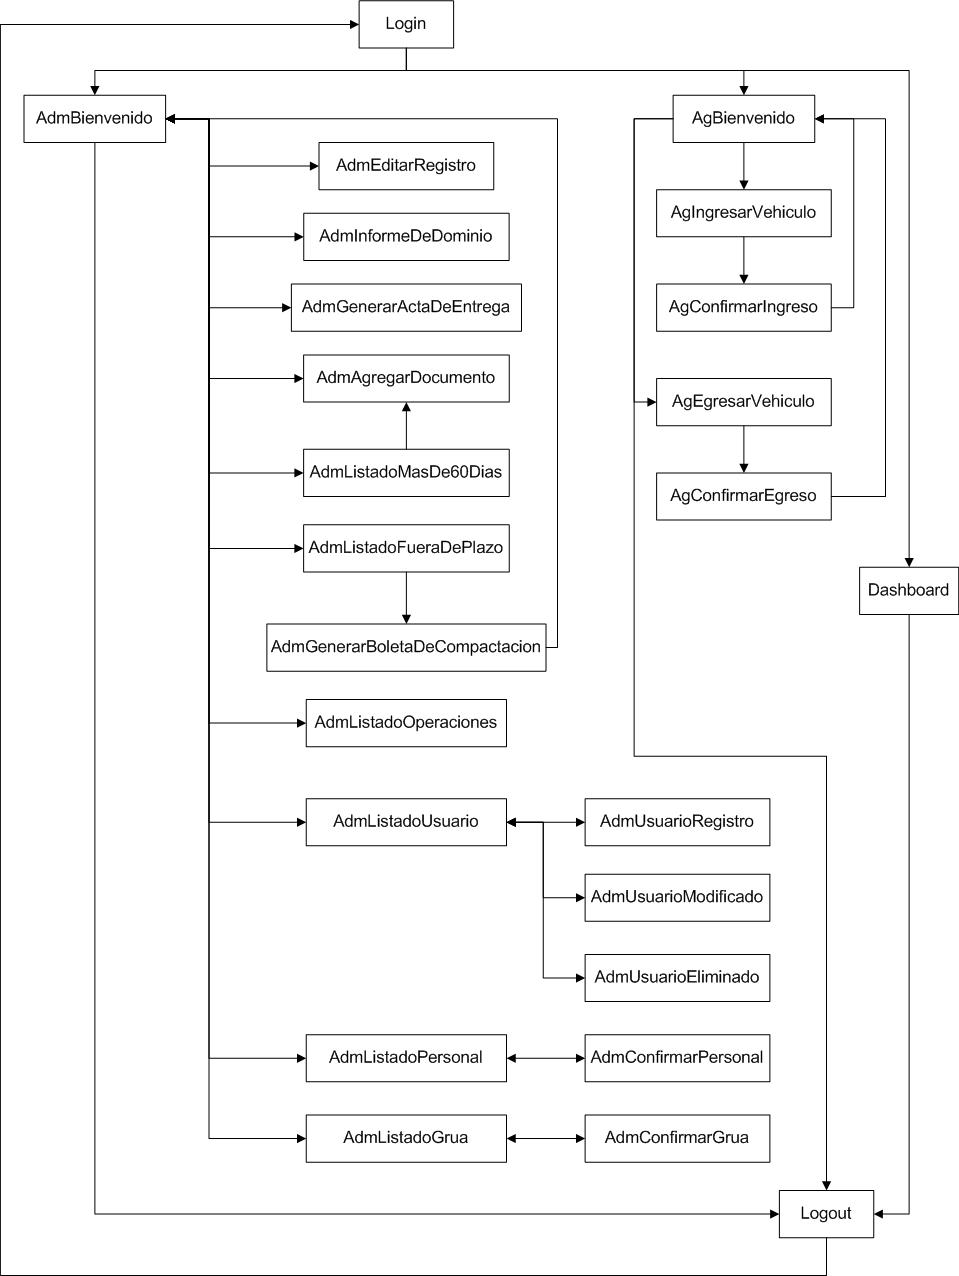 Login
AdmBienvenido
AgBienvenido
AdmEditarRegistro
AgIngresarVehiculo
AdmInformeDeDominio
AdmGenerarActaDeEntrega
AgConfirmarIngreso
AdmAgregarDocumento
AgEgresarVehiculo
AdmListadoMasDe60Dias
AgConfirmarEgreso
AdmListadoFueraDePlazo
Dashboard
AdmGenerarBoletaDeCompactacion
AdmListadoOperaciones
AdmListadoUsuario
AdmUsuarioRegistro
AdmUsuarioModificado
AdmUsuarioEliminado
AdmListadoPersonal
AdmConfirmarPersonal
AdmListadoGrua
AdmConfirmarGrua
Logout